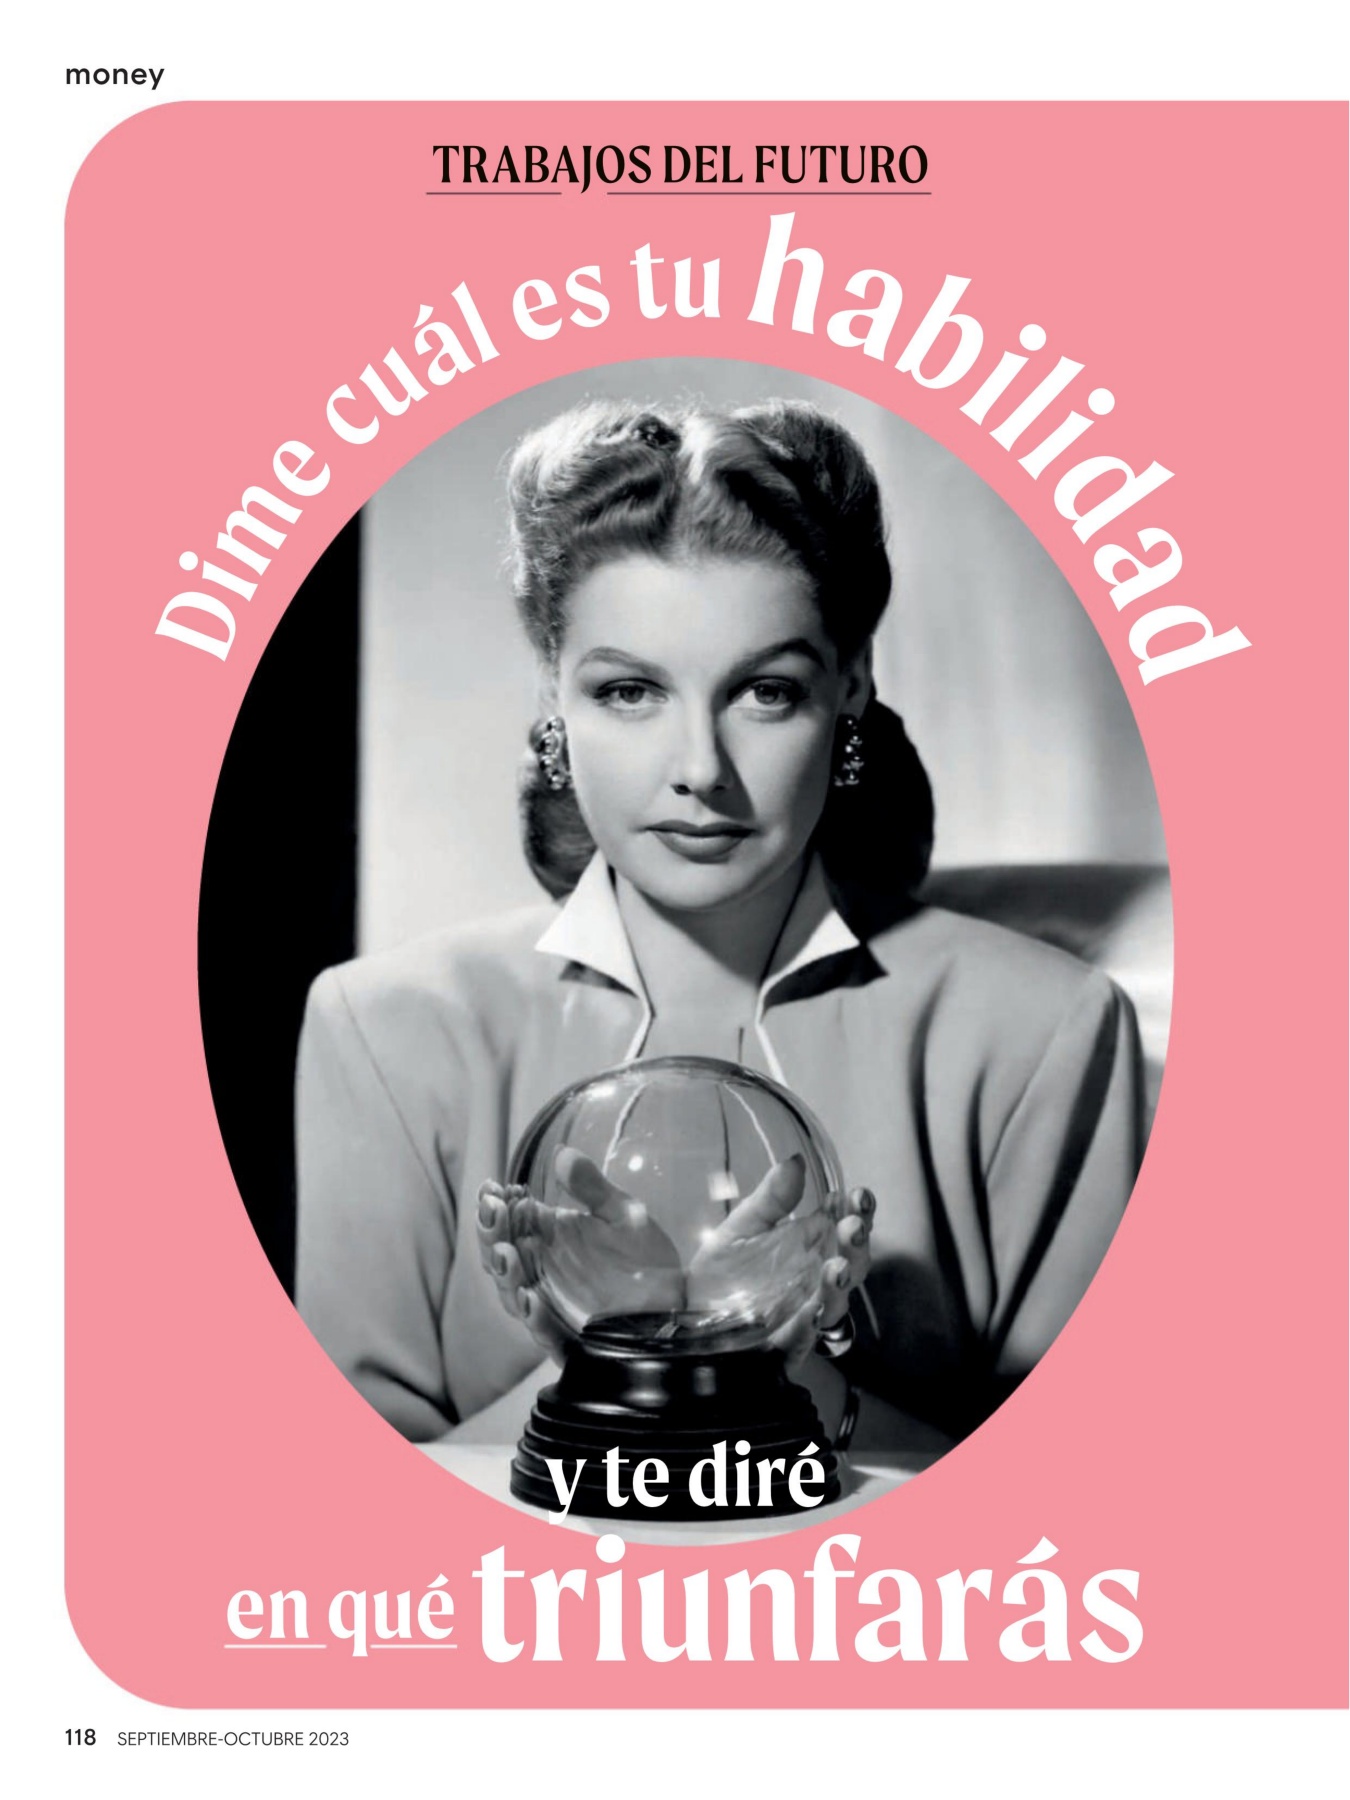 money
TRABAJOS DEL FUTURO
Dime cuál es tu habilidad
y te diré
en qué triunfarás
118 SEPTIEMBRE-OCTUBRE 2023